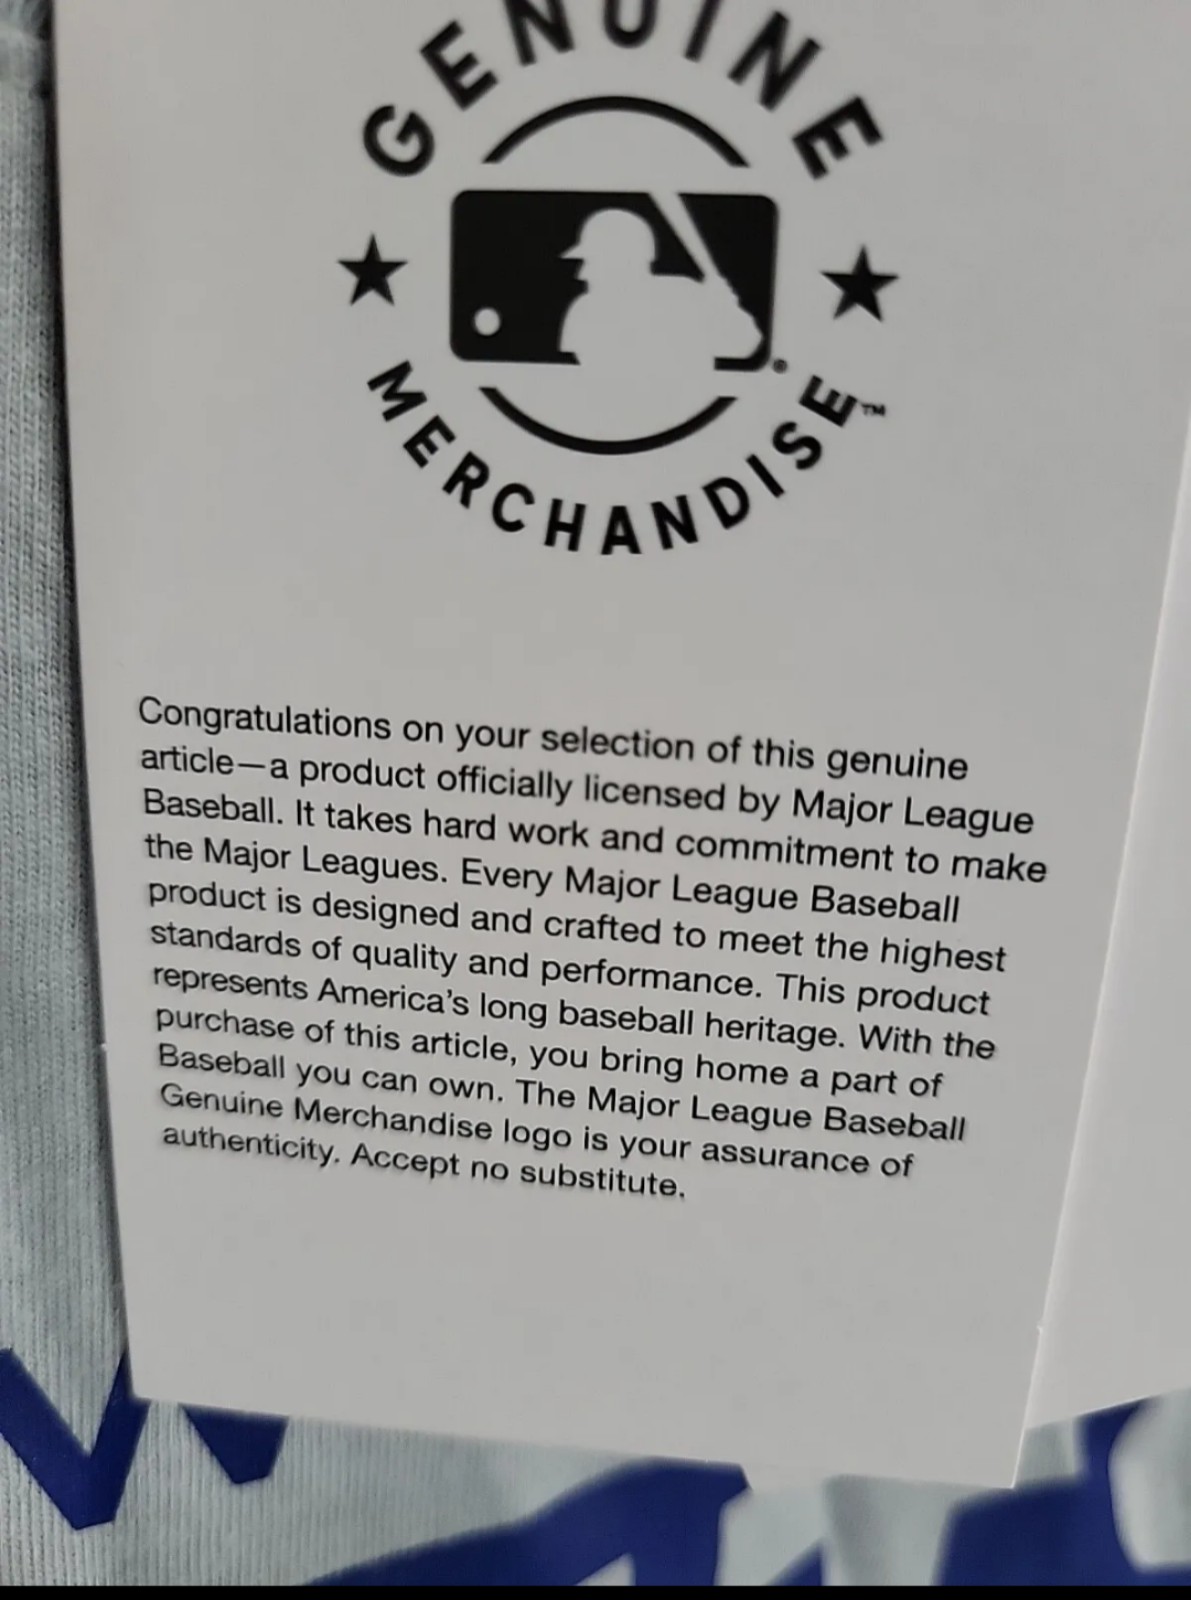 GENUINE
MERCHANDISE™
Congratulations on your selection of this genuine
article—a product officially licensed by Major League
Baseball. It takes hard work and commitment to make
the Major Leagues. Every Major League Baseball
product is designed and crafted to meet the highest
standards of quality and performance. This product
represents America's long baseball heritage. With the
purchase of this article, you bring home a part of
Baseball you can own. The Major League Baseball
Genuine Merchandise logo is your assurance of
authenticity. Accept no substitute.